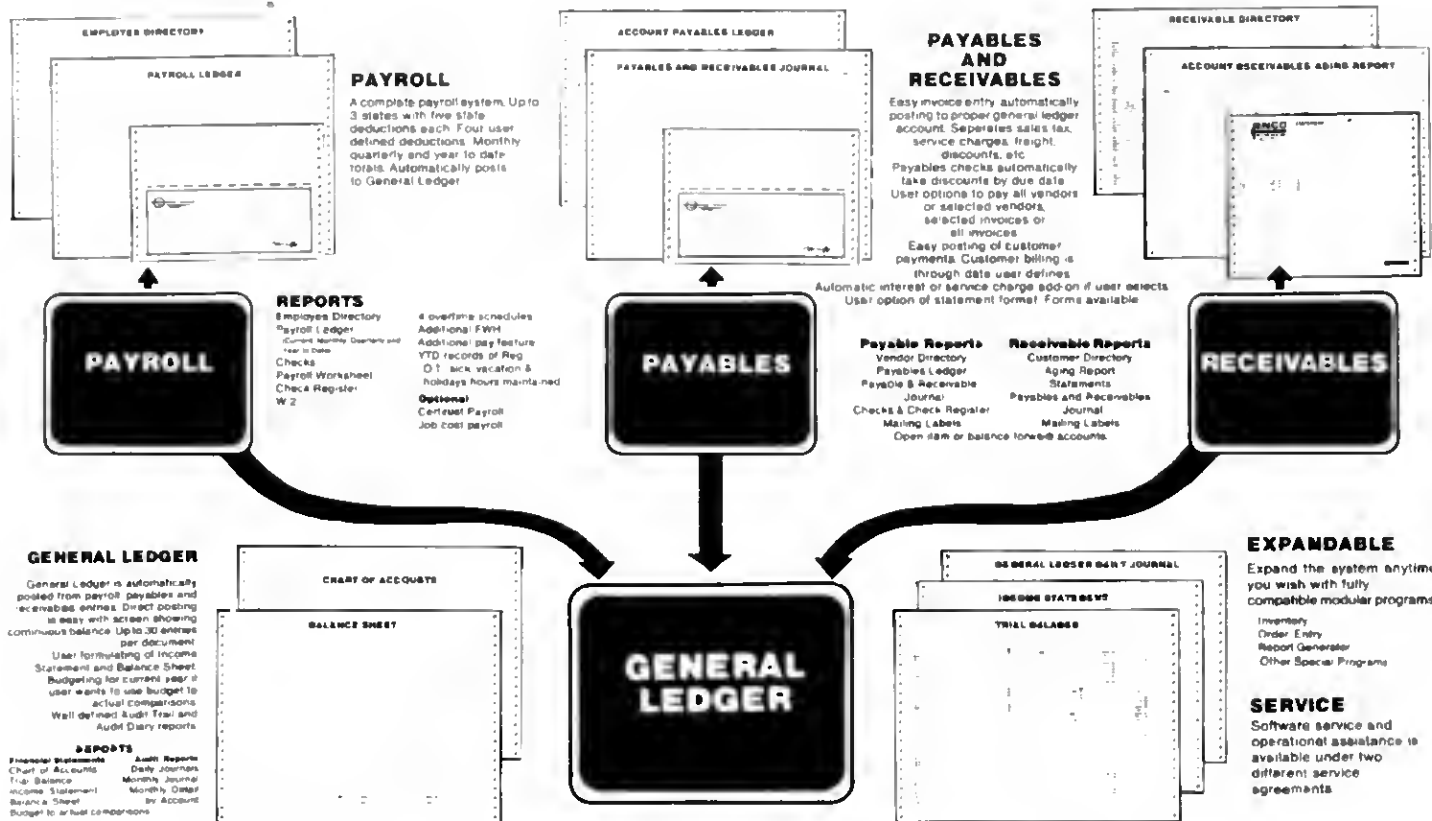 EMPLOYEE DIRECTORY
PAYROLL LEDGER
PAYROLL
A complete payroll system. Up to
3 states with five state
deductions each. Four user
defined deductions. Monthly
quarterly and year to date
totals. Automatically posts
to General Ledger
ACCOUNT PAYABLES LEDGER
PAYABLES AND RECEIVABLES JOURNAL
PAYABLES
AND
RECEIVABLES
Easy invoice entry automatically
posting to proper general ledger
account. Seperates sales tax,
service charges, freight,
discounts, etc
Payables checks automatically
take discounts by due date
User options to pay all vendors
or selected vendors,
selected invoices or
all invoices
Easy posting of customer
payments. Customer billing is
through date user defines
Automatic interest or service charge add-on if user selects
User option of statement format. Forms available
RECEIVABLE DIRECTORY
ACCOUNT RECEIVABLES AGING REPORT
PAYROLL
REPORTS
Employee Directory
Payroll Ledger
(Current Monthly Quarterly and
Year to Date)
Checks
Payroll Worksheet
Check Register
W 2
4 overtime schedules
Additional FWH
Additional pay feature
YTD records of Reg
O.T. sick vacation &
holidays hours maintained
Optional
Certrust Payroll
Job cost payroll
PAYABLES
Payable Reports
Vendor Directory
Payables Ledger
Payable & Receivable
Journal
Checks & Check Register
Mailing Labels
Receivable Reports
Customer Directory
Aging Report
Statements
Payables and Receivables
Journal
Mailing Labels
Open item or balance forward accounts
RECEIVABLES
GENERAL LEDGER
General Ledger is automatically
posted from payroll payables and
receivables entries. Direct posting
is easy with screen showing
continuous balance. Up to 30 entries
per document
User formulating of Income
Statement and Balance Sheet
Budgeting for current year if
user wants to use budget to
actual comparisons
Well defined Audit Trail and
Audit Diary reports
REPORTS
Financial Statements
Chart of Accounts
Trial Balance
Income Statement
Balance Sheet
Budget to actual comparisons
Audit Reports
Daily Journals
Monthly Journal
Monthly Detail
by Account
CHART OF ACCOUNTS
BALANCE SHEET
GENERAL
LEDGER
GENERAL LEDGER DAILY JOURNAL
INCOME STATEMENT
TRIAL BALANCE
EXPANDABLE
Expand the system anytime
you wish with fully
compatible modular programs
Inventory
Order Entry
Report Generator
Other Special Programs
SERVICE
Software service and
operational assistance is
available under two
different service
agreements